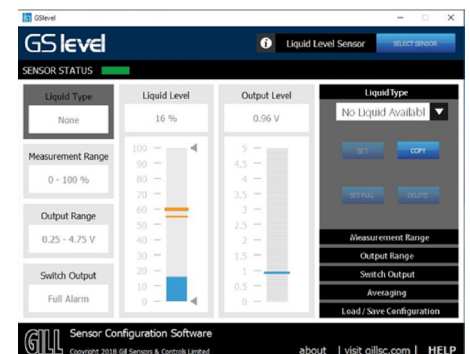 GSlevel
GSlevel
i Liquid Level Sensor SELECT SENSOR
SENSOR STATUS
Liquid Type
None
Measurement Range
0 - 100 %
Output Range
0.25 - 4.75 V
Switch Output
Full Alarm
Liquid Level
16 %
100
90
80
70
60
50
40
30
20
10
0
Output Level
0.96 V
5
4.5
4
3.5
3
2.5
2
1.5
1
0.5
0
Liquid Type
No Liquid Availabl
SET COPY
SET FULL DELETE
Measurement Range
Output Range
Switch Output
Averaging
Load / Save Configuration
GILL Sensor Configuration Software
Copyright 2018 Gill Sensors & Controls Limited
about | visit gillsc.com | HELP